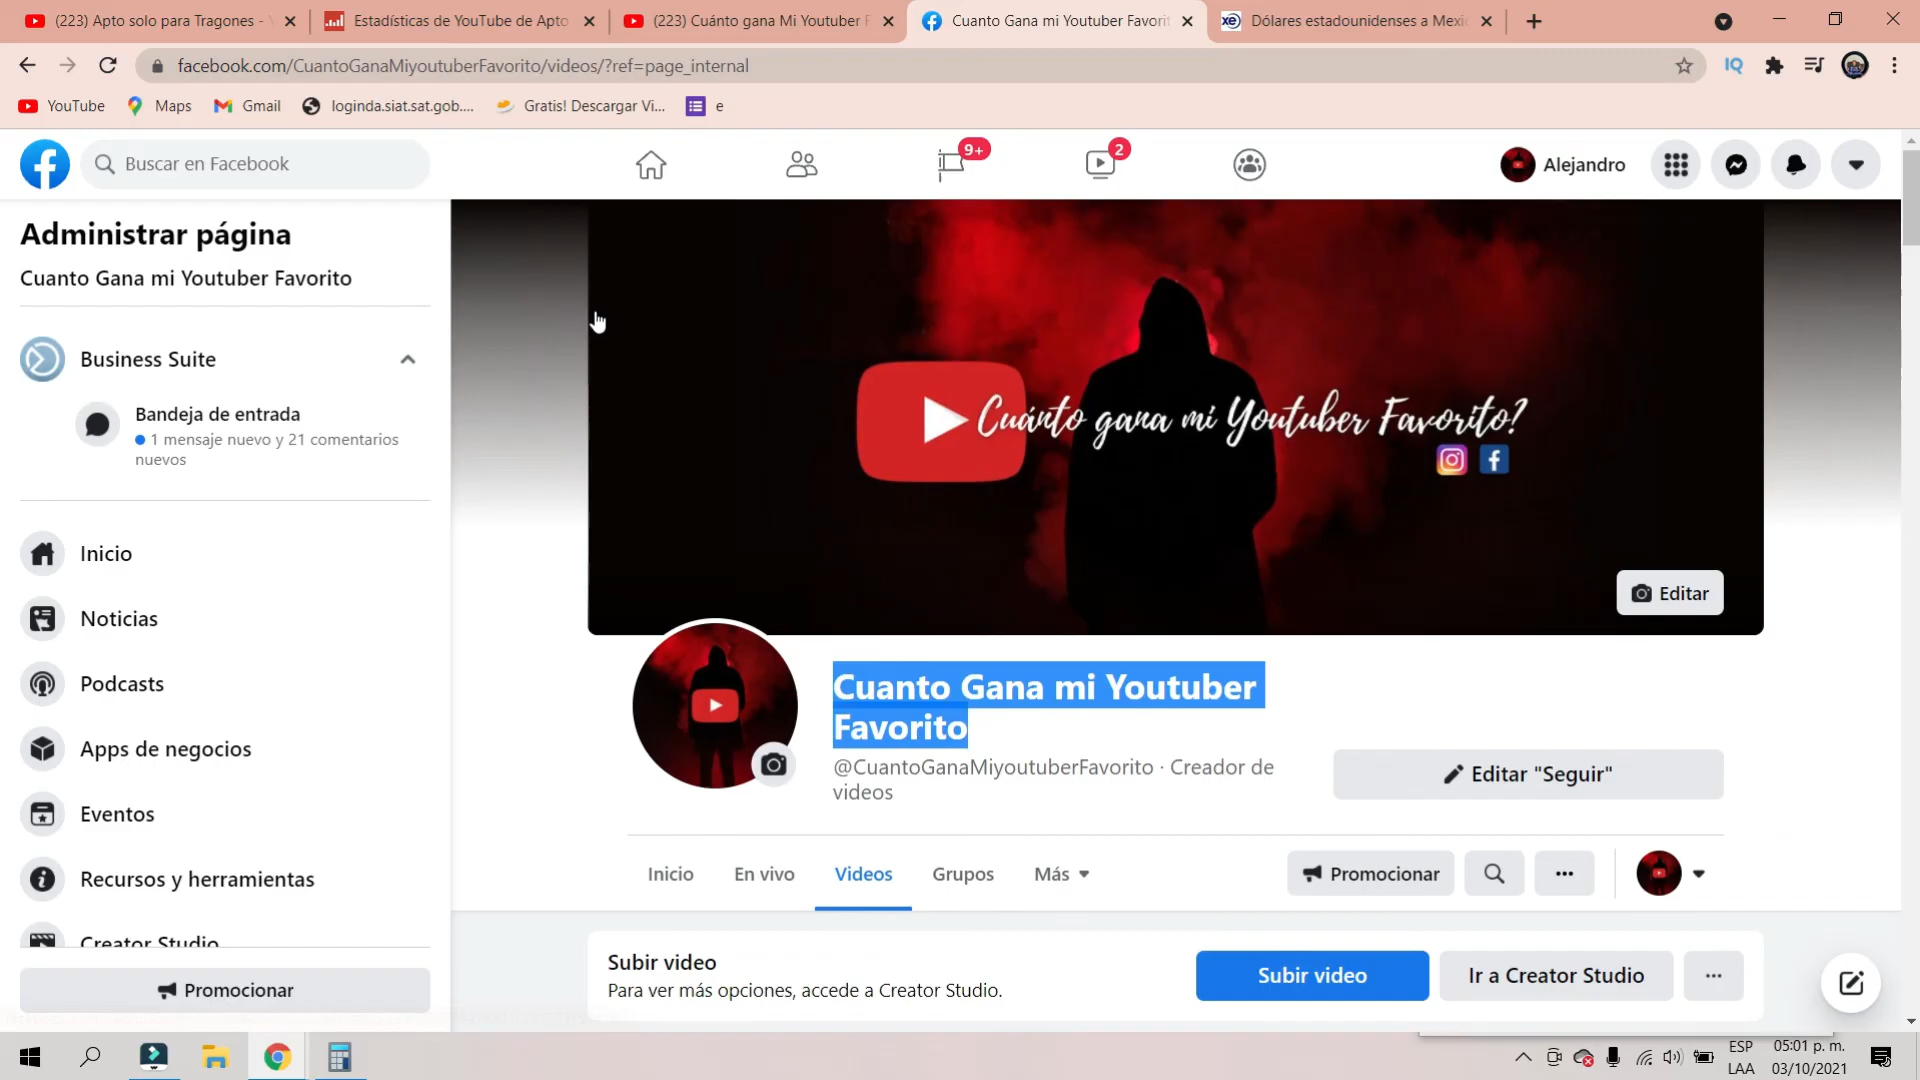 (223) Apto solo para Tragones -
Estadísticas de YouTube de Apto
(223) Cuánto gana Mi Youtuber F
Cuanto Gana mi Youtuber Favorit
Dólares estadounidenses a Mexi
facebook.com/CuantoGanaMiyoutuberFavorito/videos/?ref=page_internal
IQ
YouTube
Maps
Gmail
loginda.siat.sat.gob....
Gratis! Descargar Vi...
e
Buscar en Facebook
9+
2
Alejandro
Administrar página
Cuanto Gana mi Youtuber Favorito
Business Suite
Bandeja de entrada
1 mensaje nuevo y 21 comentarios
nuevos
Inicio
Noticias
Podcasts
Apps de negocios
Eventos
Recursos y herramientas
Creator Studio
Promocionar
Cuánto gana mi Youtuber Favorito?
Editar
Cuanto Gana mi Youtuber
Favorito
@CuantoGanaMiyoutuberFavorito · Creador de
videos
Editar "Seguir"
Inicio
En vivo
Videos
Grupos
Más
Promocionar
Subir video
Para ver más opciones, accede a Creator Studio.
Subir video
Ir a Creator Studio
ESP
LAA
05:01 p. m.
03/10/2021